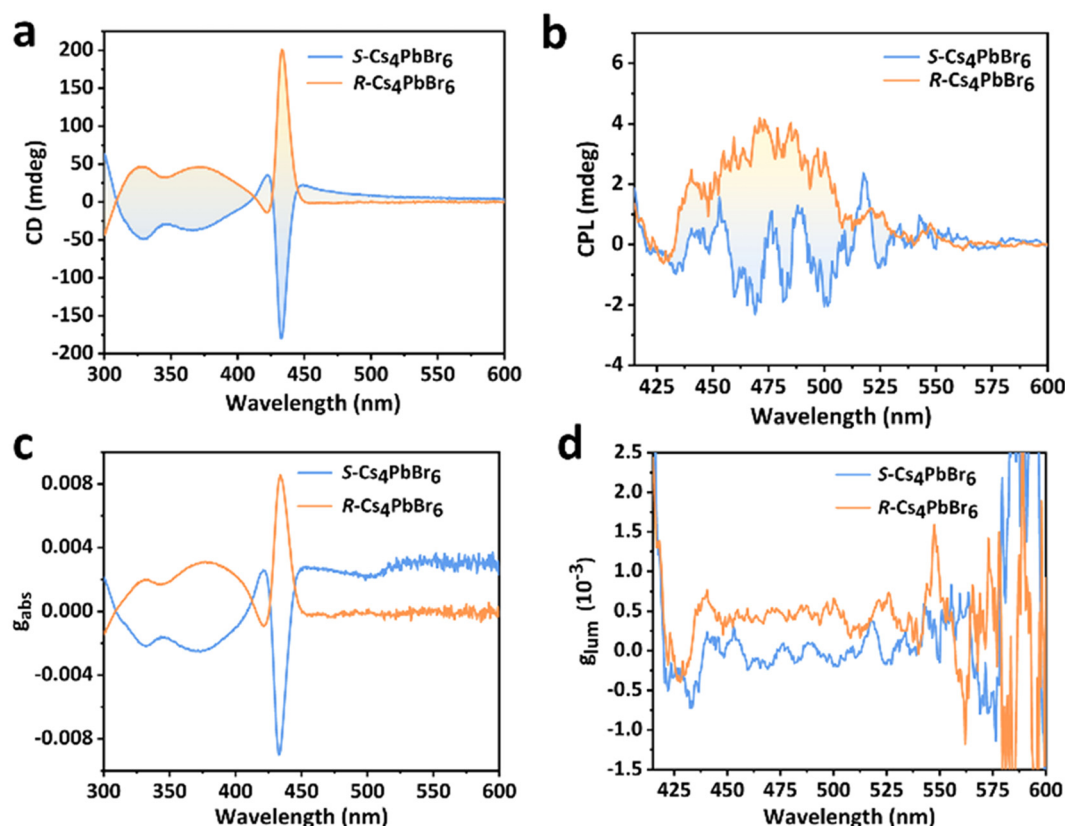 a
S-Cs4PbBr6
R-Cs4PbBr6
CD (mdeg)
200
150
100
50
0
-50
-100
-150
-200
300
350
400
450
500
550
600
Wavelength (nm)
b
S-Cs4PbBr6
R-Cs4PbBr6
CPL (mdeg)
6
4
2
0
-2
-4
425
450
475
500
525
550
575
600
Wavelength (nm)
c
S-Cs4PbBr6
R-Cs4PbBr6
gabs
0.008
0.004
0.000
-0.004
-0.008
300
350
400
450
500
550
600
Wavelength (nm)
d
S-Cs4PbBr6
R-Cs4PbBr6
glum (10-3)
2.5
2.0
1.5
1.0
0.5
0.0
-0.5
-1.0
-1.5
425
450
475
500
525
550
575
600
Wavelength (nm)